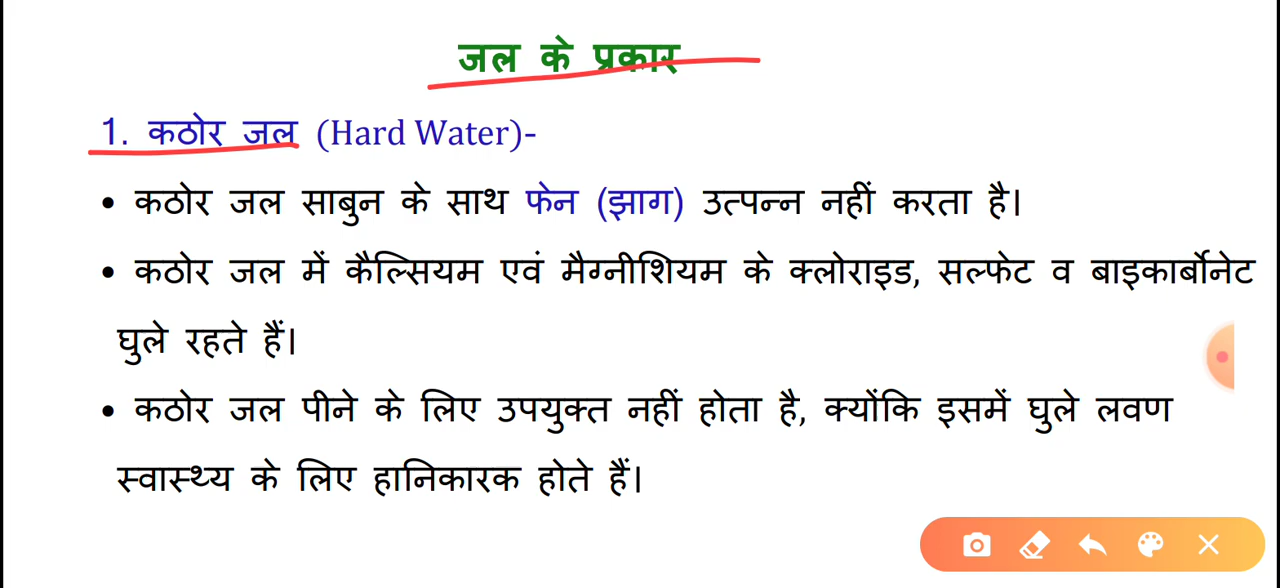 जल के प्रकार
1. कठोर जल (Hard Water)-
• कठोर जल साबुन के साथ फेन (झाग) उत्पन्न नहीं करता है।
• कठोर जल में कैल्सियम एवं मैग्नीशियम के क्लोराइड, सल्फेट व बाइकार्बोनेट
घुले रहते हैं।
• कठोर जल पीने के लिए उपयुक्त नहीं होता है, क्योंकि इसमें घुले लवण
स्वास्थ्य के लिए हानिकारक होते हैं।